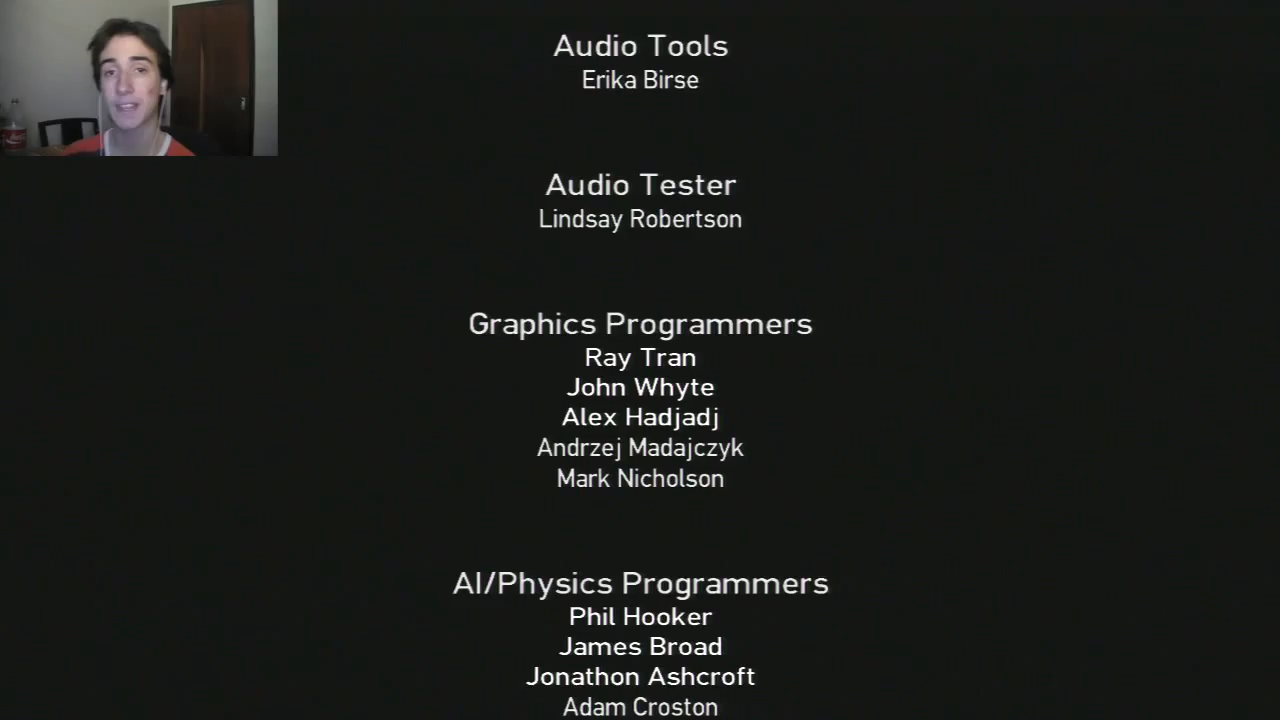 Audio Tools
Erika Birse
Audio Tester
Lindsay Robertson
Graphics Programmers
Ray Tran
John Whyte
Alex Hadjadj
Andrzej Madajczyk
Mark Nicholson
AI/Physics Programmers
Phil Hooker
James Broad
Jonathon Ashcroft
Adam Croston